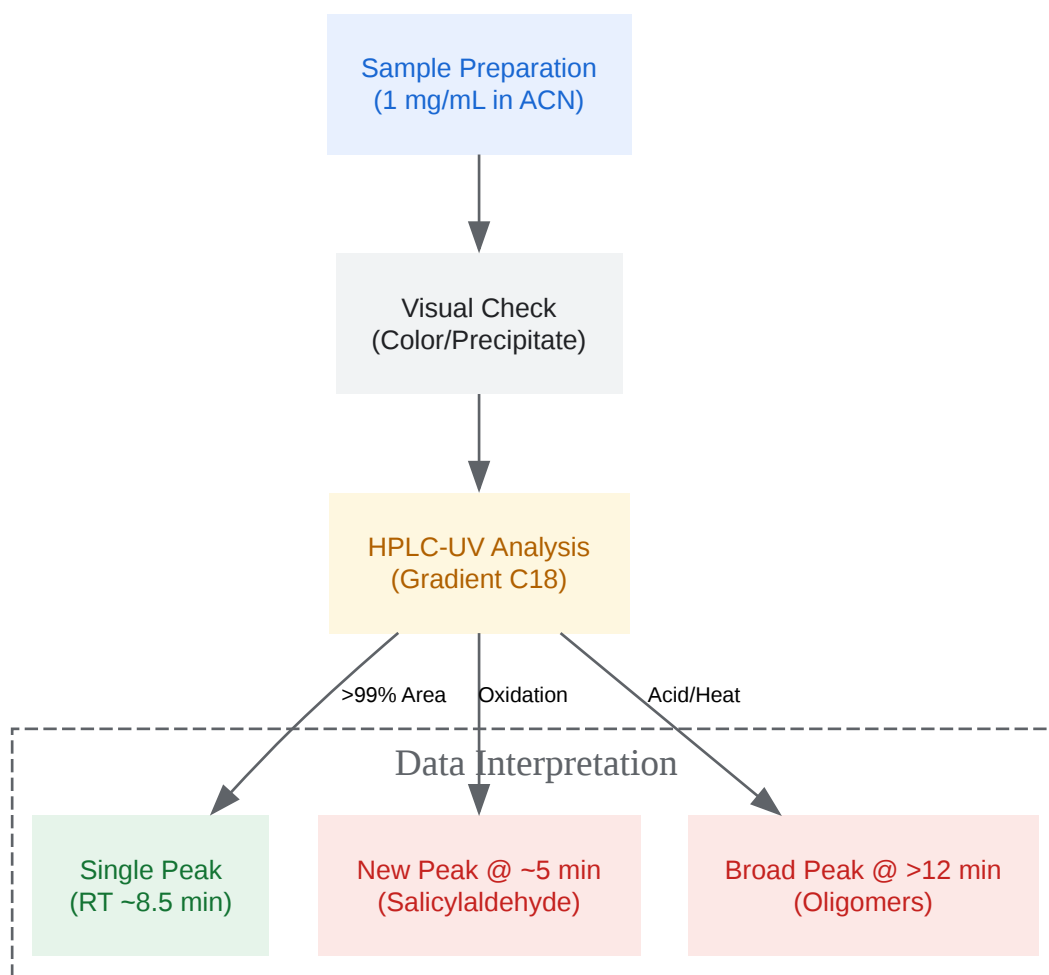 Sample Preparation
(1 mg/mL in ACN)
Visual Check
(Color/Precipitate)
HPLC-UV Analysis
(Gradient C18)
>99% Area
Oxidation
Acid/Heat
Data Interpretation
Single Peak
(RT ~8.5 min)
New Peak @ ~5 min
(Salicylaldehyde)
Broad Peak @ >12 min
(Oligomers)